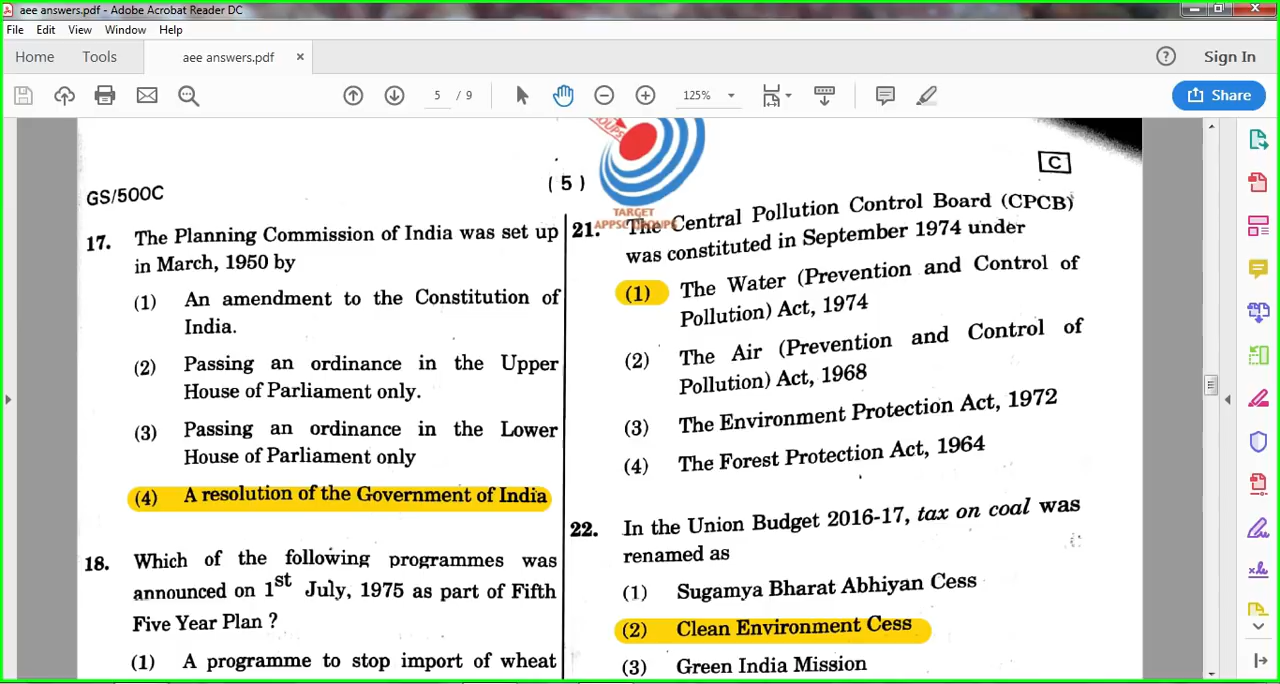 aee answers.pdf - Adobe Acrobat Reader DC
File Edit View Window Help
Home Tools aee answers.pdf × ? Sign In
5 / 9 125% Share
GS/500C
( 5 )
C
TARGET
APPSC GROUPS
17. The Planning Commission of India was set up
in March, 1950 by
(1) An amendment to the Constitution of
India.
(2) Passing an ordinance in the Upper
House of Parliament only.
(3) Passing an ordinance in the Lower
House of Parliament only
(4) A resolution of the Government of India
18. Which of the following programmes was
announced on 1st July, 1975 as part of Fifth
Five Year Plan ?
(1) A programme to stop import of wheat
21. The Central Pollution Control Board (CPCB)
was constituted in September 1974 under
(1) The Water (Prevention and Control of
Pollution) Act, 1974
(2) The Air (Prevention and Control of
Pollution) Act, 1968
(3) The Environment Protection Act, 1972
(4) The Forest Protection Act, 1964
22. In the Union Budget 2016-17, tax on coal was
renamed as
(1) Sugamya Bharat Abhiyan Cess
(2) Clean Environment Cess
(3) Green India Mission